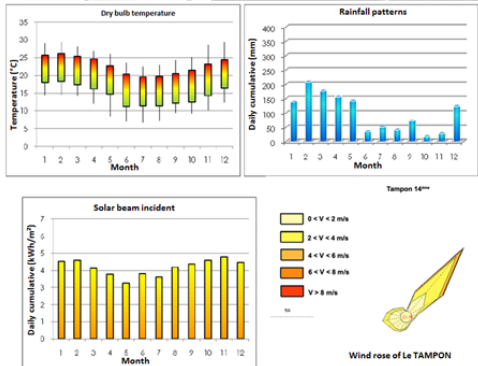 Dry bulb temperature
Temperature (°C)
35
30
25
20
15
10
5
0
1 2 3 4 5 6 7 8 9 10 11 12
Month
Rainfall patterns
Daily cumulative (mm)
400
350
300
250
200
150
100
50
0
1 2 3 4 5 6 7 8 9 10 11 12
Month
Solar beam incident
Daily cumulative (kWh/m²)
7
6
5
4
3
2
1
0
1 2 3 4 5 6 7 8 9 10 11 12
Month
Tampon 14ème
0 < V < 2 m/s
2 < V < 4 m/s
4 < V < 6 m/s
6 < V < 8 m/s
V > 8 m/s
Wind rose of Le TAMPON